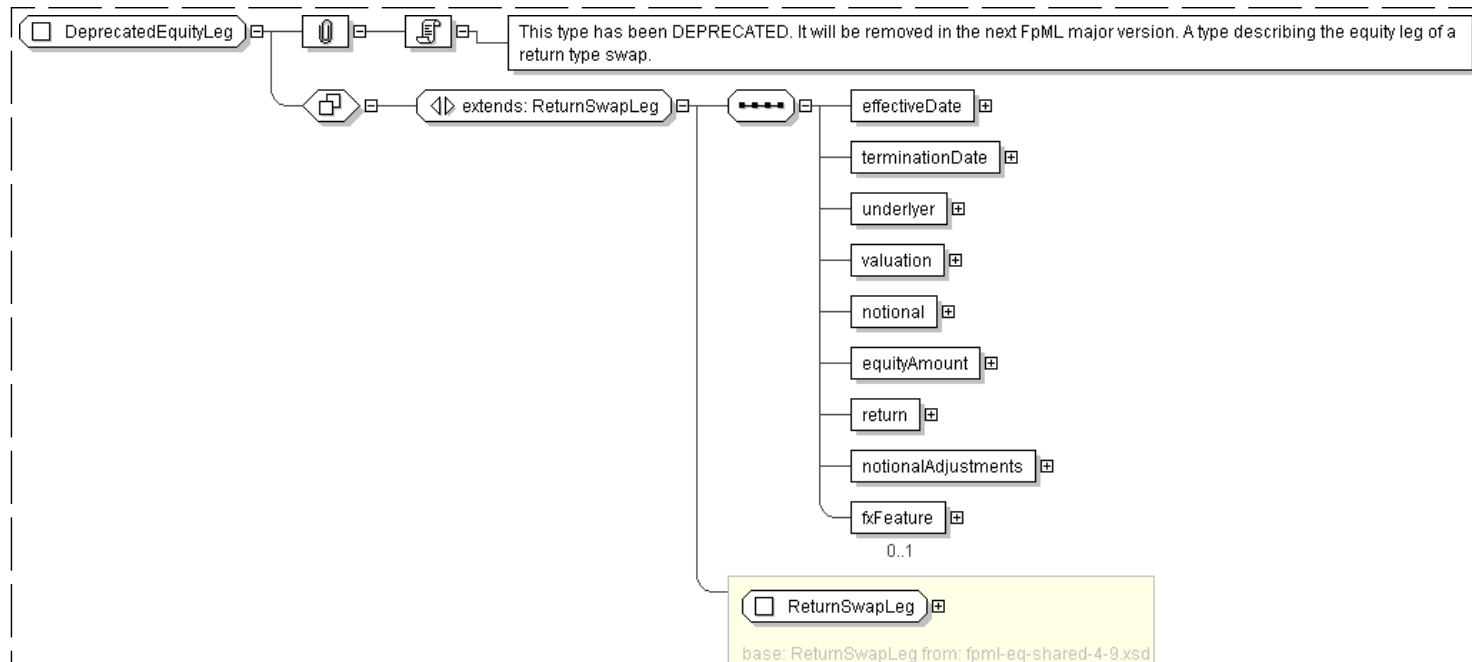 DeprecatedEquityLeg
This type has been DEPRECATED. It will be removed in the next FpML major version. A type describing the equity leg of a
return type swap.
extends: ReturnSwapLeg
effectiveDate
terminationDate
underlyer
valuation
notional
equityAmount
return
notionalAdjustments
fxFeature
0..1
ReturnSwapLeg
base: ReturnSwapLeg from: fpml-eq-shared-4-9.xsd